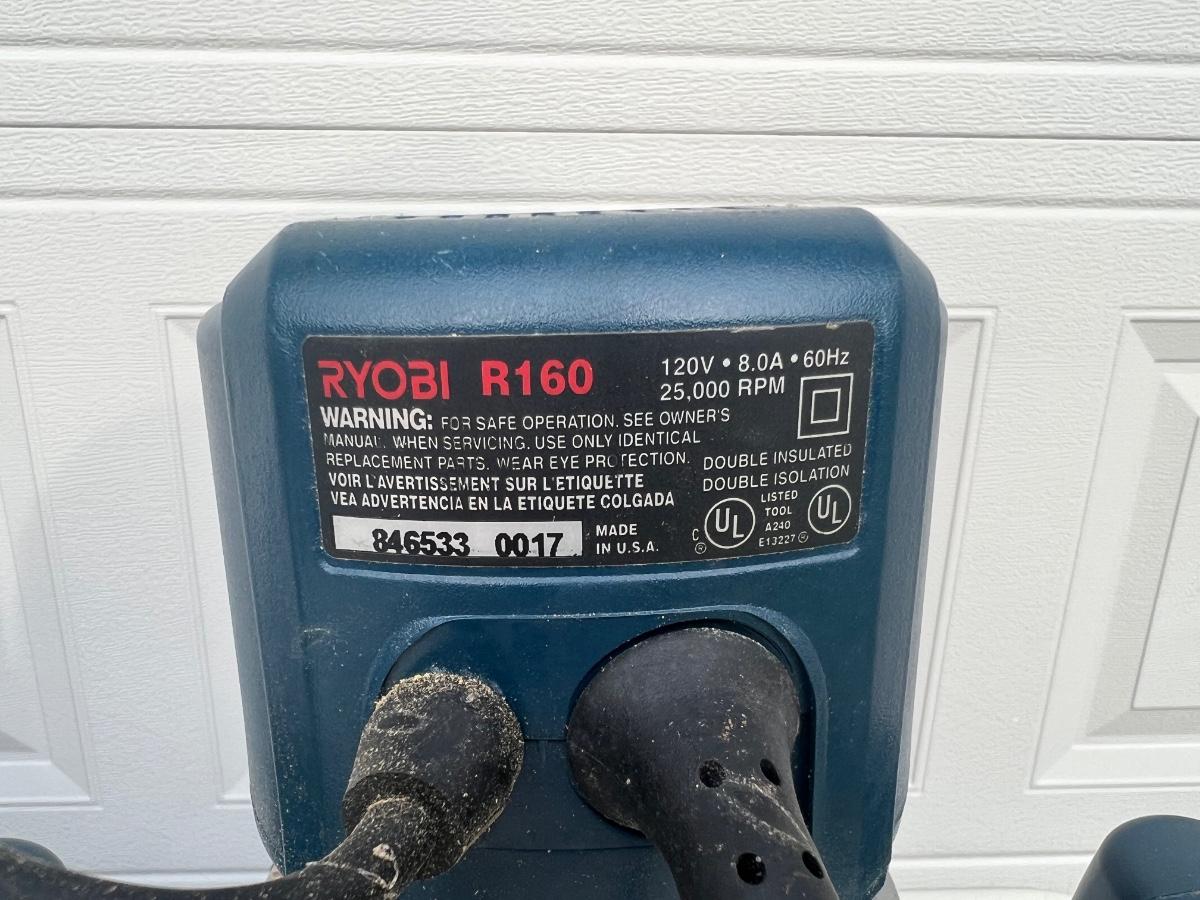 RYOBI R160
120V • 8.0A • 60Hz
25,000 RPM
WARNING: FOR SAFE OPERATION. SEE OWNER'S
MANUAL. WHEN SERVICING. USE ONLY IDENTICAL
REPLACEMENT PARTS. WEAR EYE PROTECTION.
VOIR L'AVERTISSEMENT SUR L'ETIQUETTE
VEA ADVERTENCIA EN LA ETIQUETE COLGADA
DOUBLE INSULATED
DOUBLE ISOLATION
846533 0017
MADE
IN U.S.A.
C UL ®
LISTED
TOOL
A240
E13227
UL ®